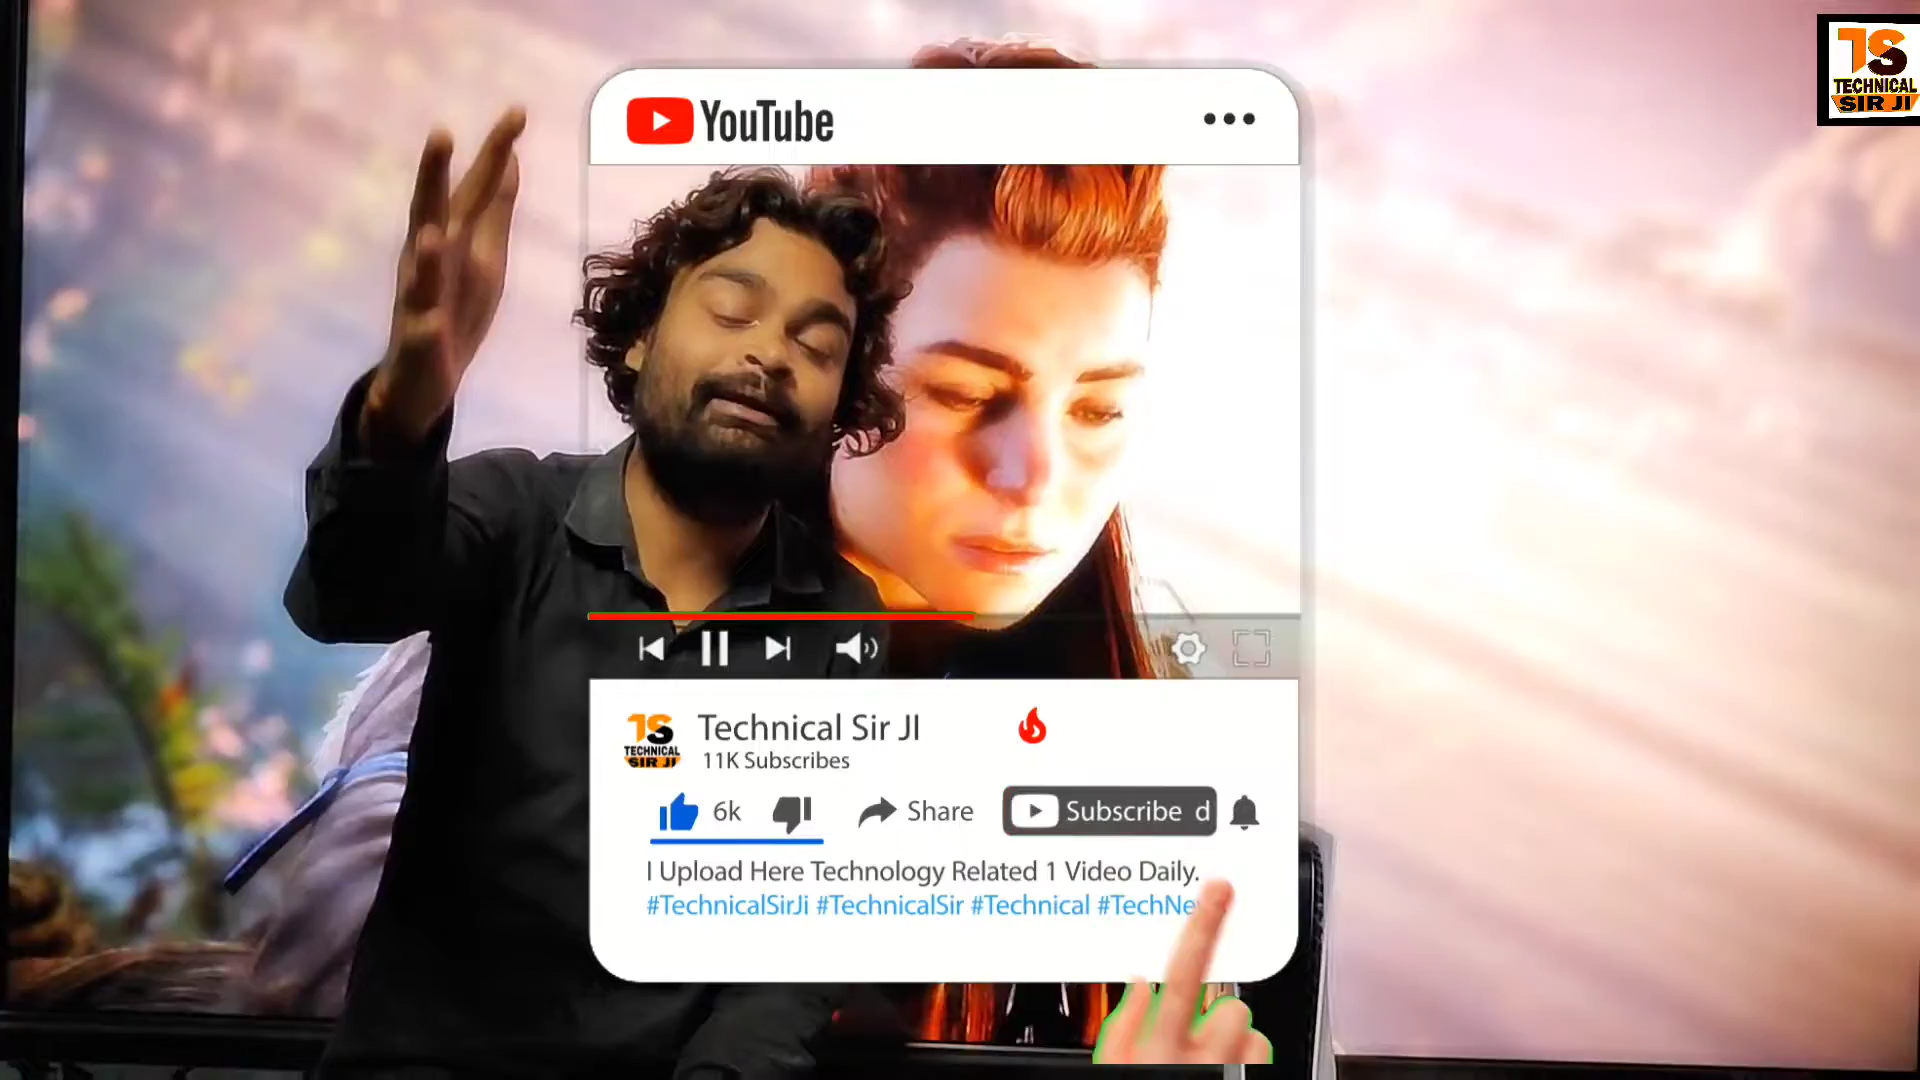 TS
TECHNICAL
SIR JI
YouTube
TS
TECHNICAL
SIR JI
Technical Sir JI
11K Subscribes
6k
Share
Subscribe d
I Upload Here Technology Related 1 Video Daily.
#TechnicalSirJi #TechnicalSir #Technical #TechNe